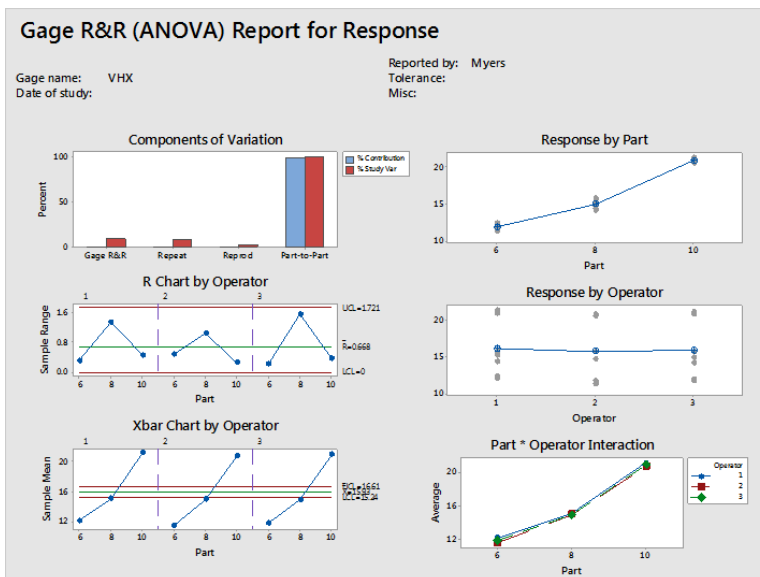 Gage R&R (ANOVA) Report for Response
Gage name: VHX
Date of study:
Reported by: Myers
Tolerance:
Misc:
Components of Variation
100
50
0
Percent
Gage R&R Repeat Reprod Part-to-Part
% Contribution
% Study Var
R Chart by Operator
1 2 3
1.6
0.8
0.0
Sample Range
UCL=1.721
R=0.668
LCL=0
6 8 10 6 8 10 6 8 10
Part
Xbar Chart by Operator
1 2 3
20
16
12
Sample Mean
6 8 10 6 8 10 6 8 10
Part
Response by Part
20
15
10
6 8 10
Part
Response by Operator
20
15
10
1 2 3
Operator
Part * Operator Interaction
20
16
12
Average
6 8 10
Part
Operator
1
2
3